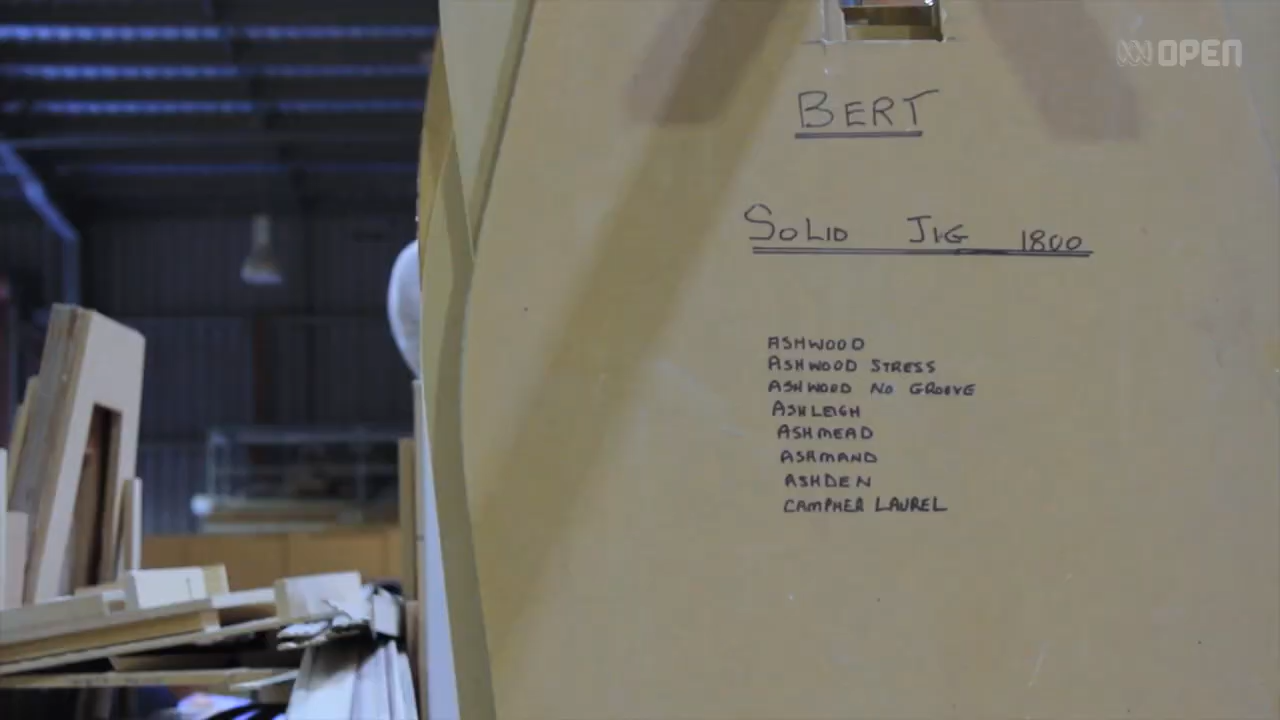 OPEN
BERT
SOLID JIG 1800
ASHWOOD
ASHWOOD STRESS
ASHWOOD NO GROOVE
ASHLEIGH
ASHMEAD
ASHMAND
ASHDEN
CAMPHER LAUREL